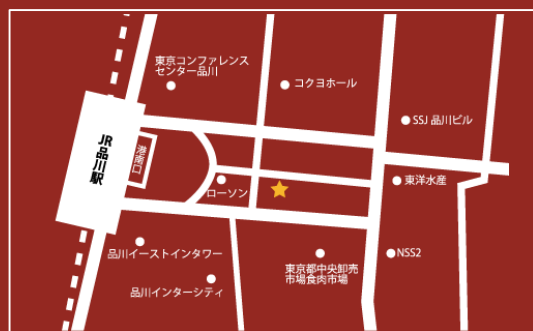 東京コンファレンス
センター品川
コクヨホール
SSJ 品川ビル
JR品川駅
港南口
ローソン
東洋水産
品川イーストインタワー
東京都中央卸売
市場食肉市場
NSS2
品川インターシティ